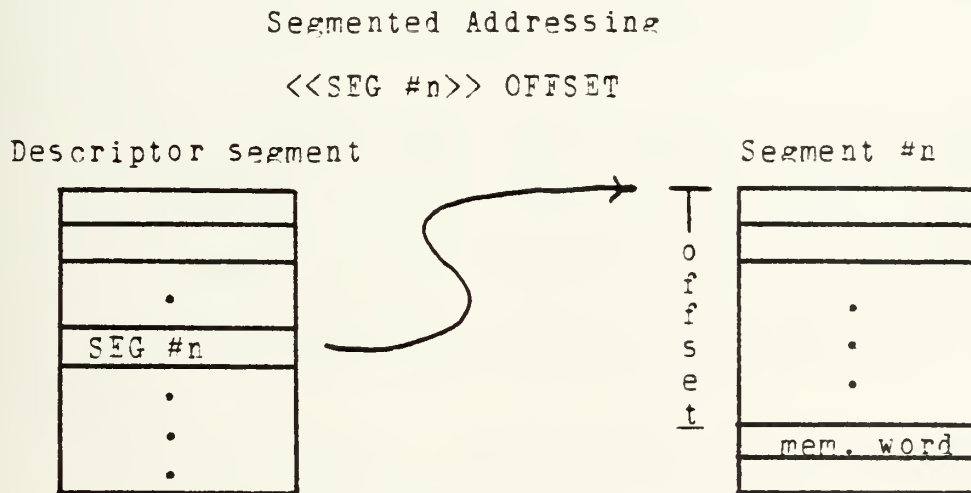 Segmented Addressing
<<SEG #n>> OFFSET
Descriptor segment
Segment #n
offset
SEG #n
mem. word